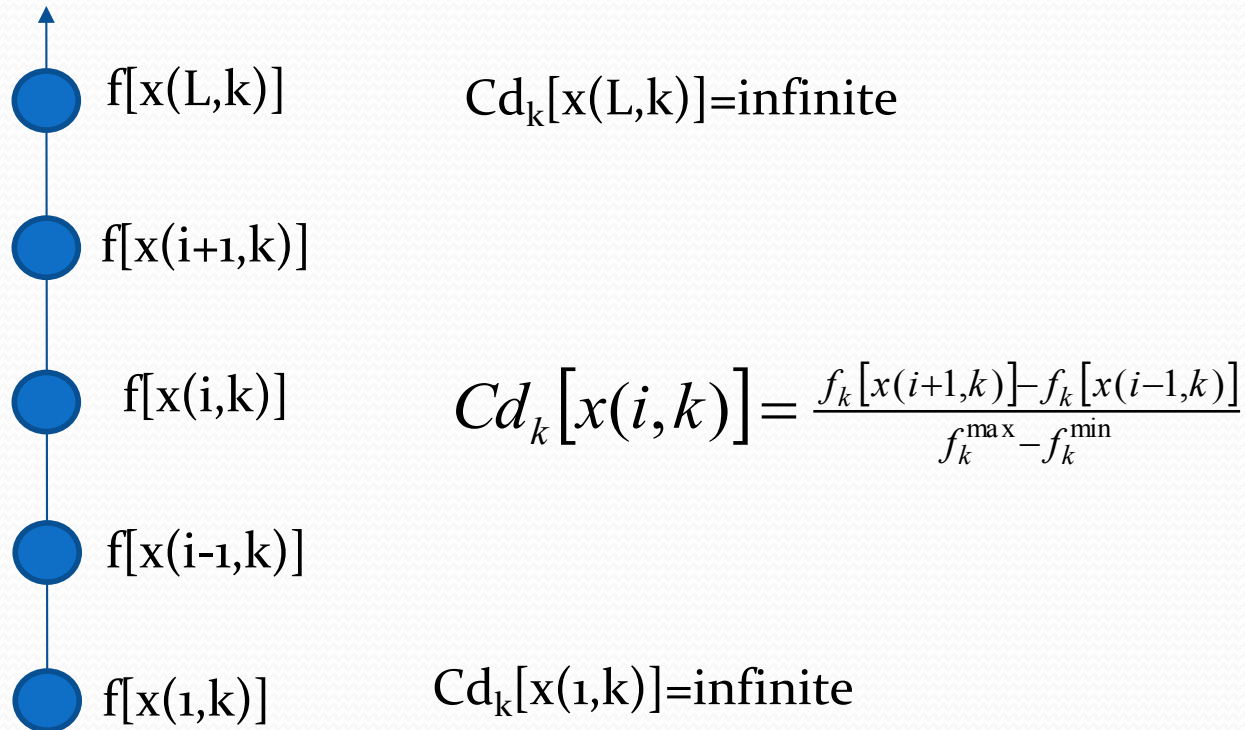 f[x(L,k)] Cdₖ[x(L,k)]=infinite
f[x(i+1,k)]
f[x(i,k)] Cdₖ[x(i,k)] = (fₖ[x(i+1,k)]−fₖ[x(i−1,k)]) / (fₖ^max−fₖ^min)
f[x(i-1,k)]
f[x(1,k)] Cdₖ[x(1,k)]=infinite